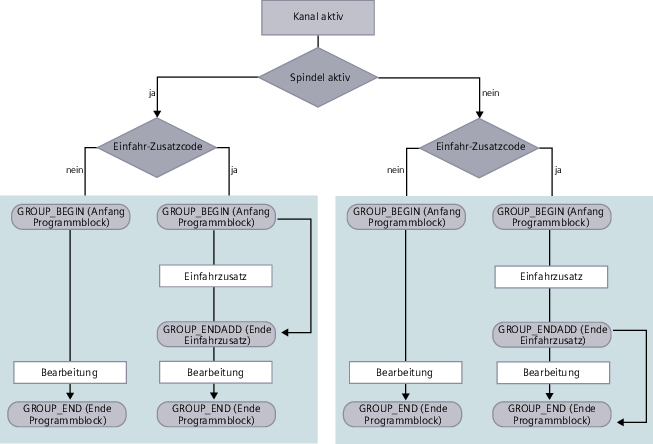 Kanal aktiv
Spindel aktiv
ja
nein
Einfahr-Zusatzcode
Einfahr-Zusatzcode
nein
ja
nein
ja
GROUP_BEGIN (Anfang
Programmblock)
GROUP_BEGIN (Anfang
Programmblock)
GROUP_BEGIN (Anfang
Programmblock)
GROUP_BEGIN (Anfang
Programmblock)
Einfahrzusatz
Einfahrzusatz
GROUP_ENDADD (Ende
Einfahrzusatz)
GROUP_ENDADD (Ende
Einfahrzusatz)
Bearbeitung
Bearbeitung
Bearbeitung
Bearbeitung
GROUP_END (Ende
Programmblock)
GROUP_END (Ende
Programmblock)
GROUP_END (Ende
Programmblock)
GROUP_END (Ende
Programmblock)